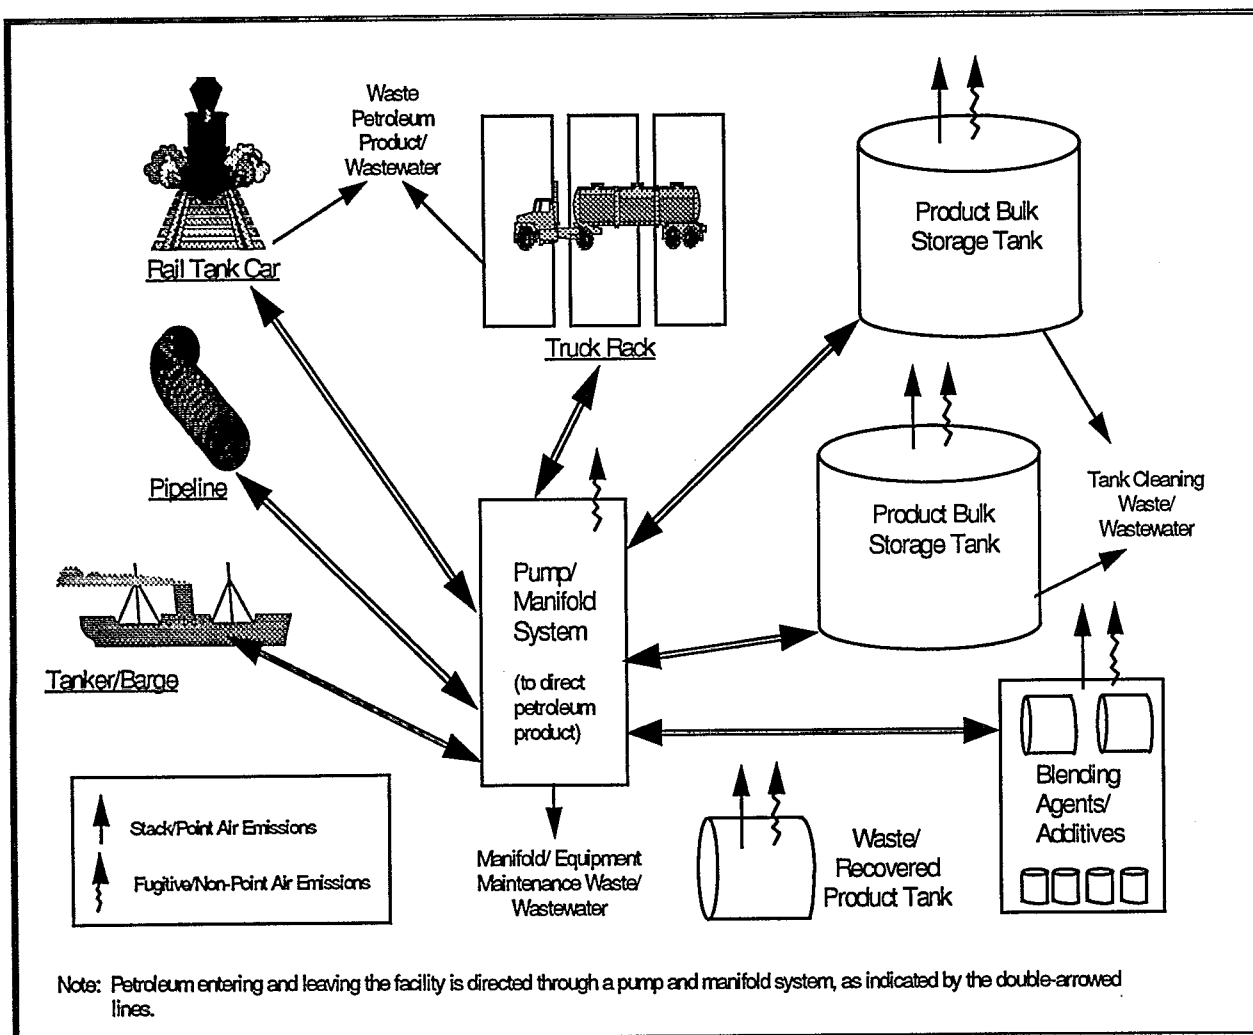 Waste
Petroleum
Product/
Wastewater
Rail Tank Car
Truck Rack
Product Bulk
Storage Tank
Pipeline
Product Bulk
Storage Tank
Tank Cleaning
Waste/
Wastewater
Tanker/Barge
Pump/
Manifold
System
(to direct
petroleum
product)
Blending
Agents/
Additives
Stack/Point Air Emissions
Fugitive/Non-Point Air Emissions
Manifold/ Equipment
Maintenance Waste/
Wastewater
Waste/
Recovered
Product Tank
Note: Petroleum entering and leaving the facility is directed through a pump and manifold system, as indicated by the double-arrowed
lines.